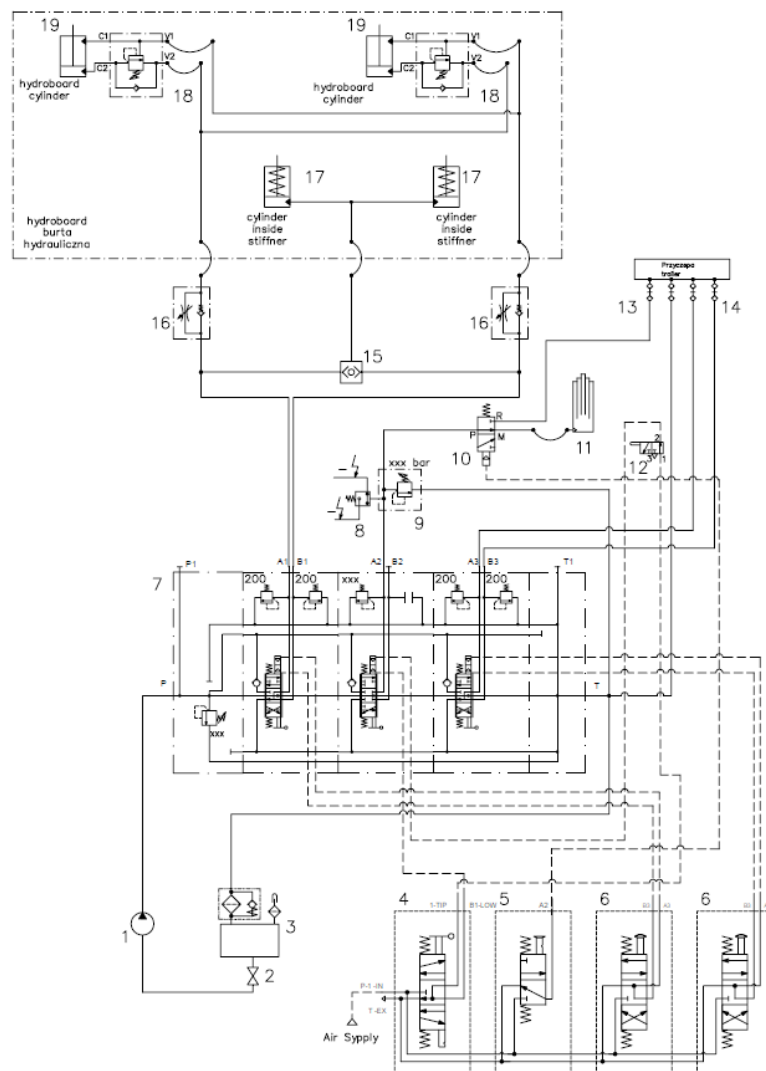 19
C1
V1
C2
V2
18
hydroboard
cylinder
19
C1
V1
C2
V2
18
hydroboard
cylinder
17
cylinder
inside
stiffner
17
cylinder
inside
stiffner
hydroboard
burta
hydrauliczna
Przyczepa
trailer
13
14
16
16
15
R
P
M
10
11
2
12
3
1
xxx bar
8
9
7
P1
A1
B1
A2
B2
A3
B3
T1
200
200
xxx
200
200
P
T
xxx
1
3
2
4
1-TIP
B1-LOW
5
A2
6
B3
A3
6
B3
P-1-IN
T-EX
Air Sypply